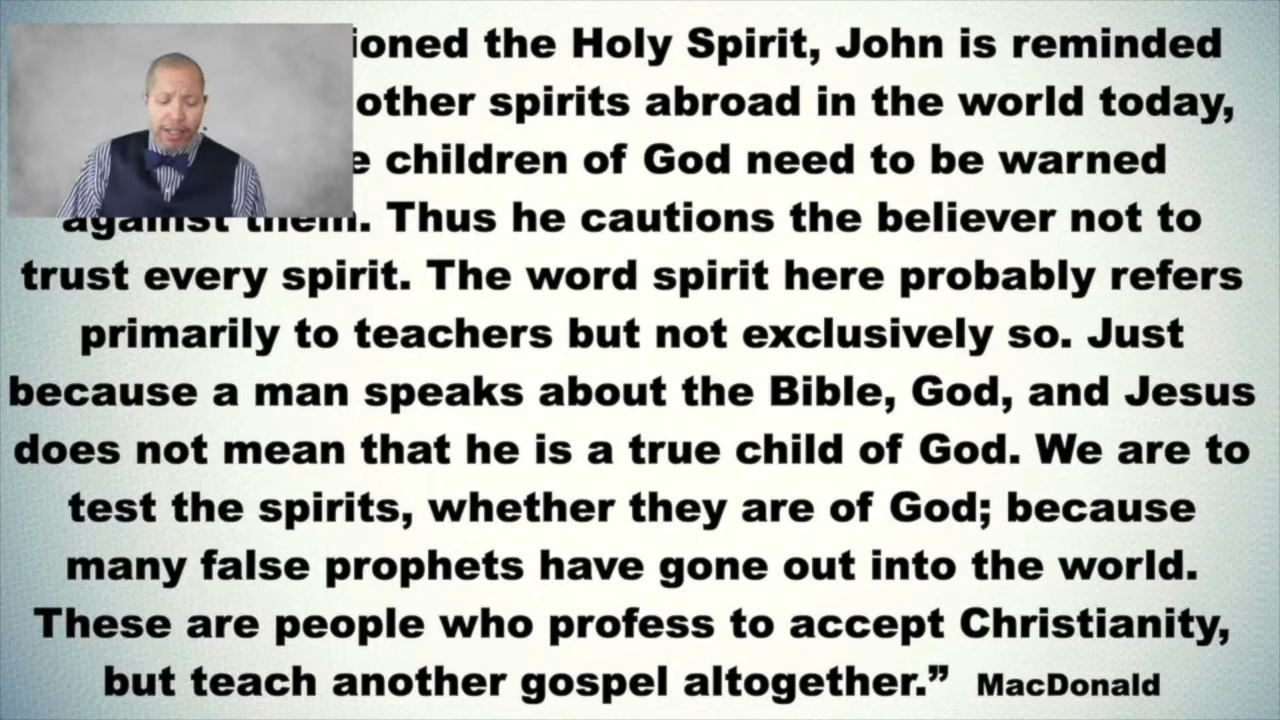 the Holy Spirit, John is reminded
other spirits abroad in the world today,
children of God need to be warned
against them. Thus he cautions the believer not to
trust every spirit. The word spirit here probably refers
primarily to teachers but not exclusively so. Just
because a man speaks about the Bible, God, and Jesus
does not mean that he is a true child of God. We are to
test the spirits, whether they are of God; because
many false prophets have gone out into the world.
These are people who profess to accept Christianity,
but teach another gospel altogether.” MacDonald